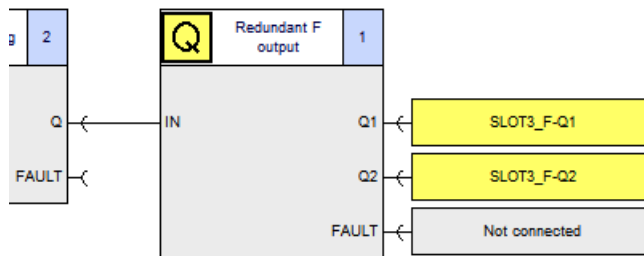 g
2
Q
Redundant F
output
1
Q
IN
Q1
SLOT3_F-Q1
FAULT
Q2
SLOT3_F-Q2
FAULT
Not connected